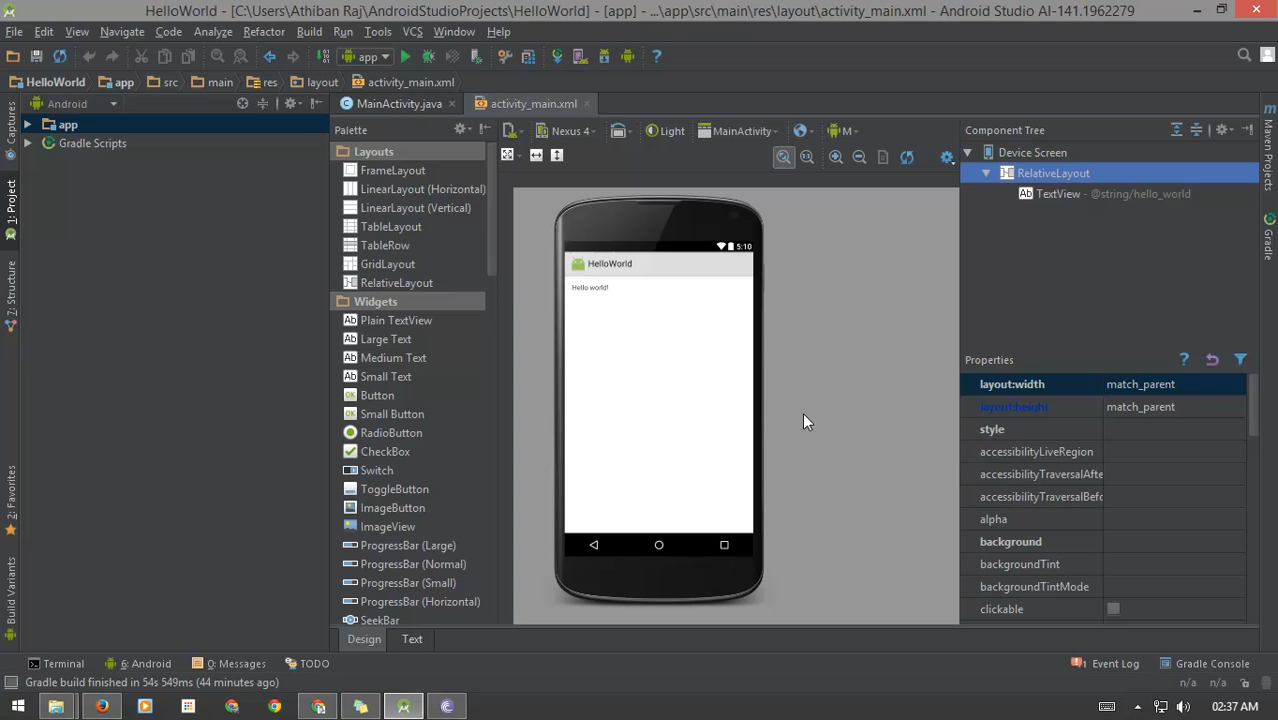 HelloWorld - [C:\Users\Athiban Raj\AndroidStudioProjects\HelloWorld] - [app] - ...\app\src\main\res\layout\activity_main.xml - Android Studio AI-141.1962279
File Edit View Navigate Code Analyze Refactor Build Run Tools VCS Window Help
app
HelloWorld app src main res layout activity_main.xml
Android
MainActivity.java activity_main.xml
Captures
1: Project
7: Structure
2: Favorites
Build Variants
app
Gradle Scripts
Palette
Layouts
FrameLayout
LinearLayout (Horizontal)
LinearLayout (Vertical)
TableLayout
TableRow
GridLayout
RelativeLayout
Widgets
Plain TextView
Large Text
Medium Text
Small Text
Button
Small Button
RadioButton
CheckBox
Switch
ToggleButton
ImageButton
ImageView
ProgressBar (Large)
ProgressBar (Normal)
ProgressBar (Small)
ProgressBar (Horizontal)
SeekBar
Nexus 4 Light MainActivity M
5:10
HelloWorld
Hello world!
Component Tree
Device Screen
RelativeLayout
TextView - @string/hello_world
Properties
layout:width match_parent
layout:height match_parent
style
accessibilityLiveRegion
accessibilityTraversalAfte
accessibilityTraversalBefo
alpha
background
backgroundTint
backgroundTintMode
clickable
Maven Projects
Gradle
Design Text
Terminal 6: Android 0: Messages TODO
1 Event Log Gradle Console
Gradle build finished in 54s 549ms (44 minutes ago)
n/a n/a
02:37 AM